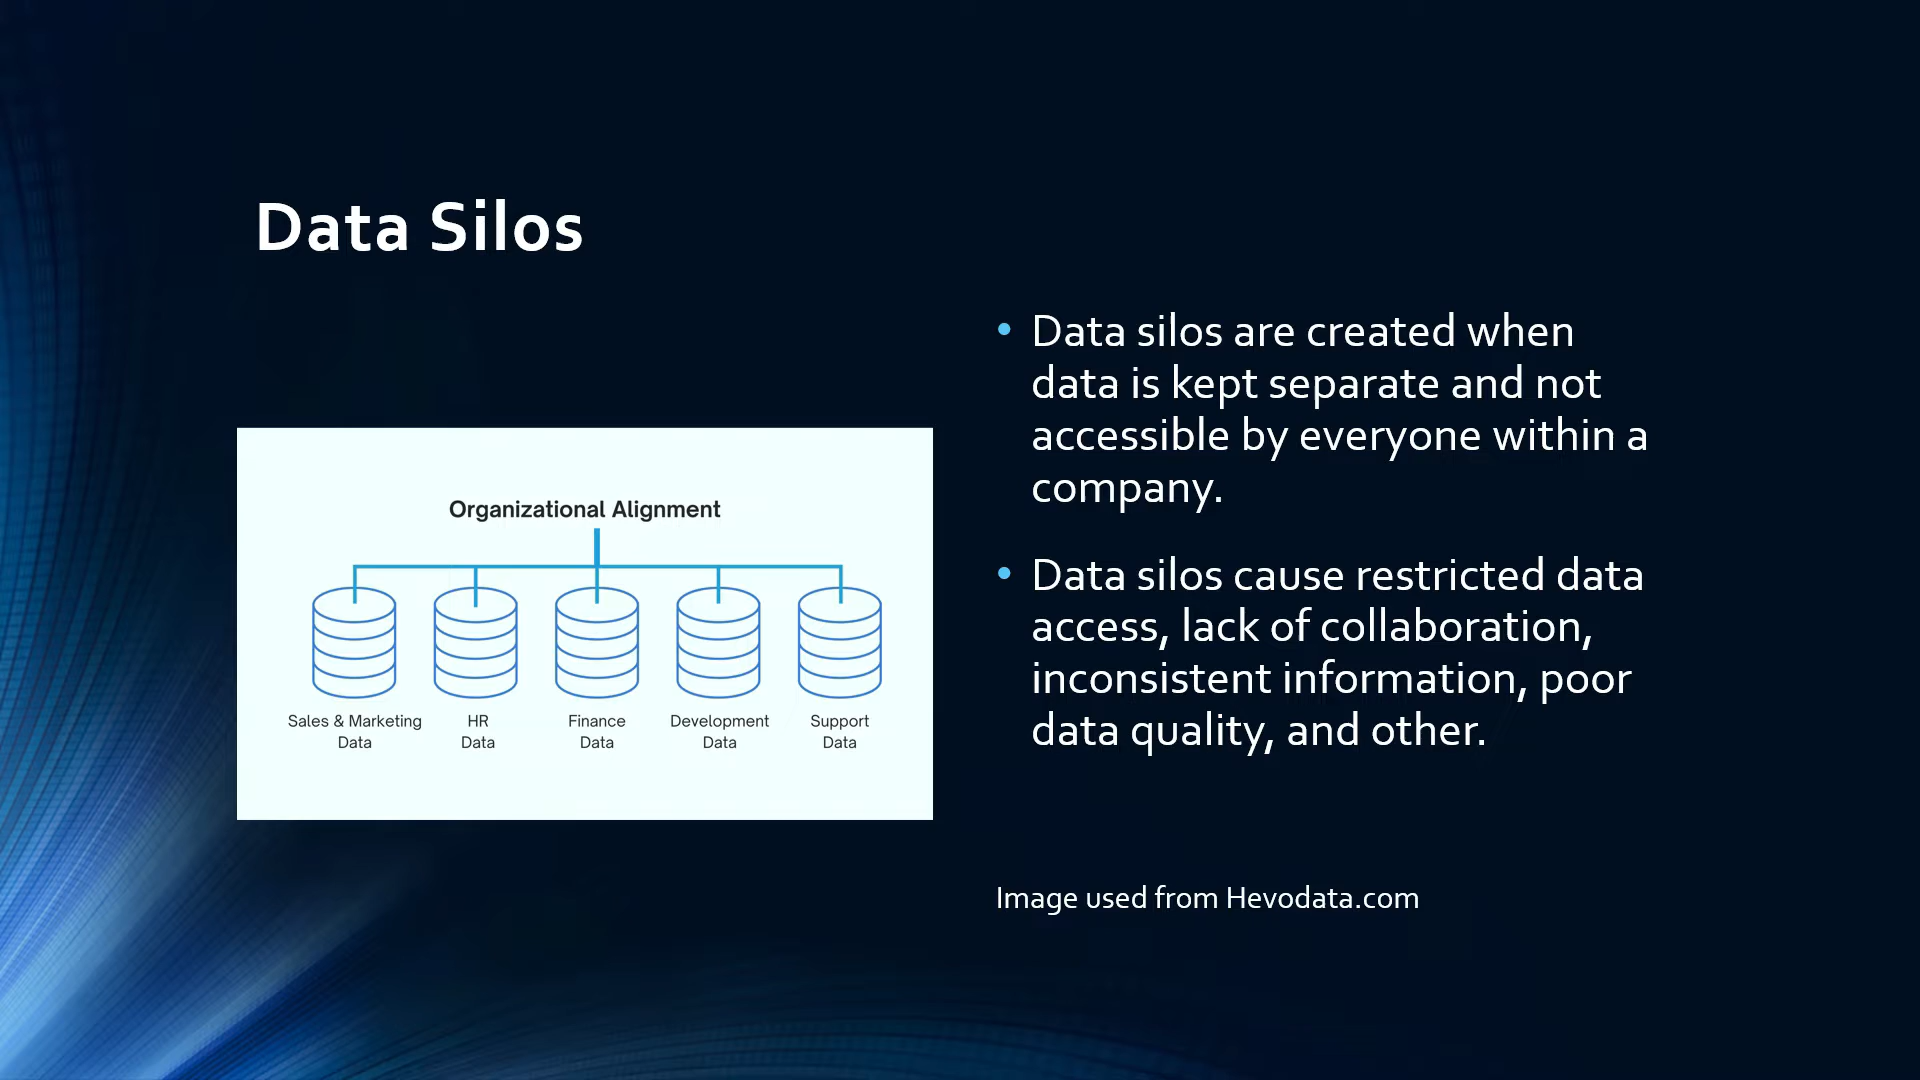 Data Silos
Organizational Alignment
Sales & Marketing
Data
HR
Data
Finance
Data
Development
Data
Support
Data
• Data silos are created when
data is kept separate and not
accessible by everyone within a
company.
• Data silos cause restricted data
access, lack of collaboration,
inconsistent information, poor
data quality, and other.
Image used from Hevodata.com